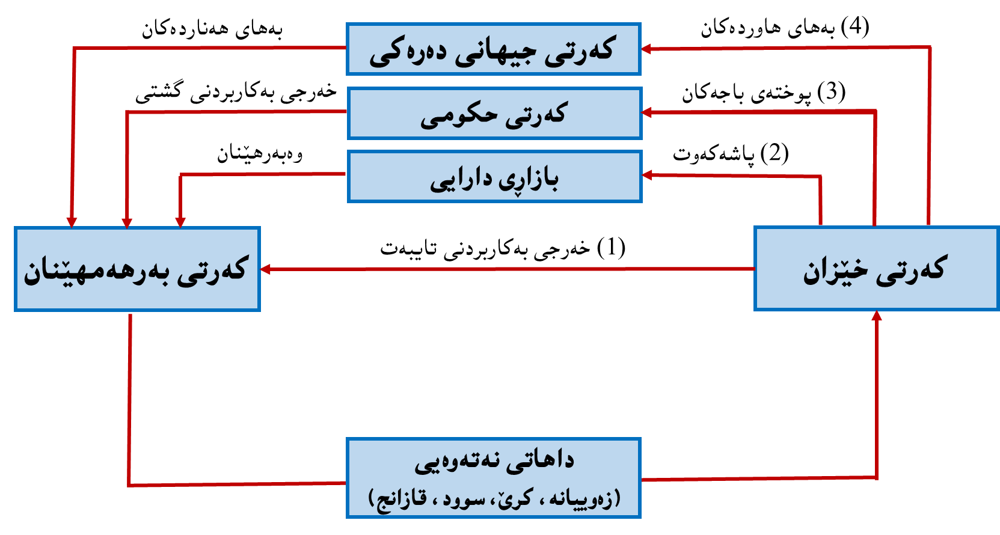 (4) بەهای هاوردەکان
کەرتی جیهانی دەرەکی
بەهای هەناردەکان
(3) پوختەی باجەکان
کەرتی حکومی
خەرجی بەکاربردنی گشتی
(2) پاشەکەوت
بازاڕی دارایی
وەبەرهێنان
کەرتی خێزان
(1) خەرجی بەکاربردنی تایبەت
کەرتی بەرهەمهێنان
داهاتی نەتەوەیی
(زەوییانە ، کرێ، سوود ، قازانج)